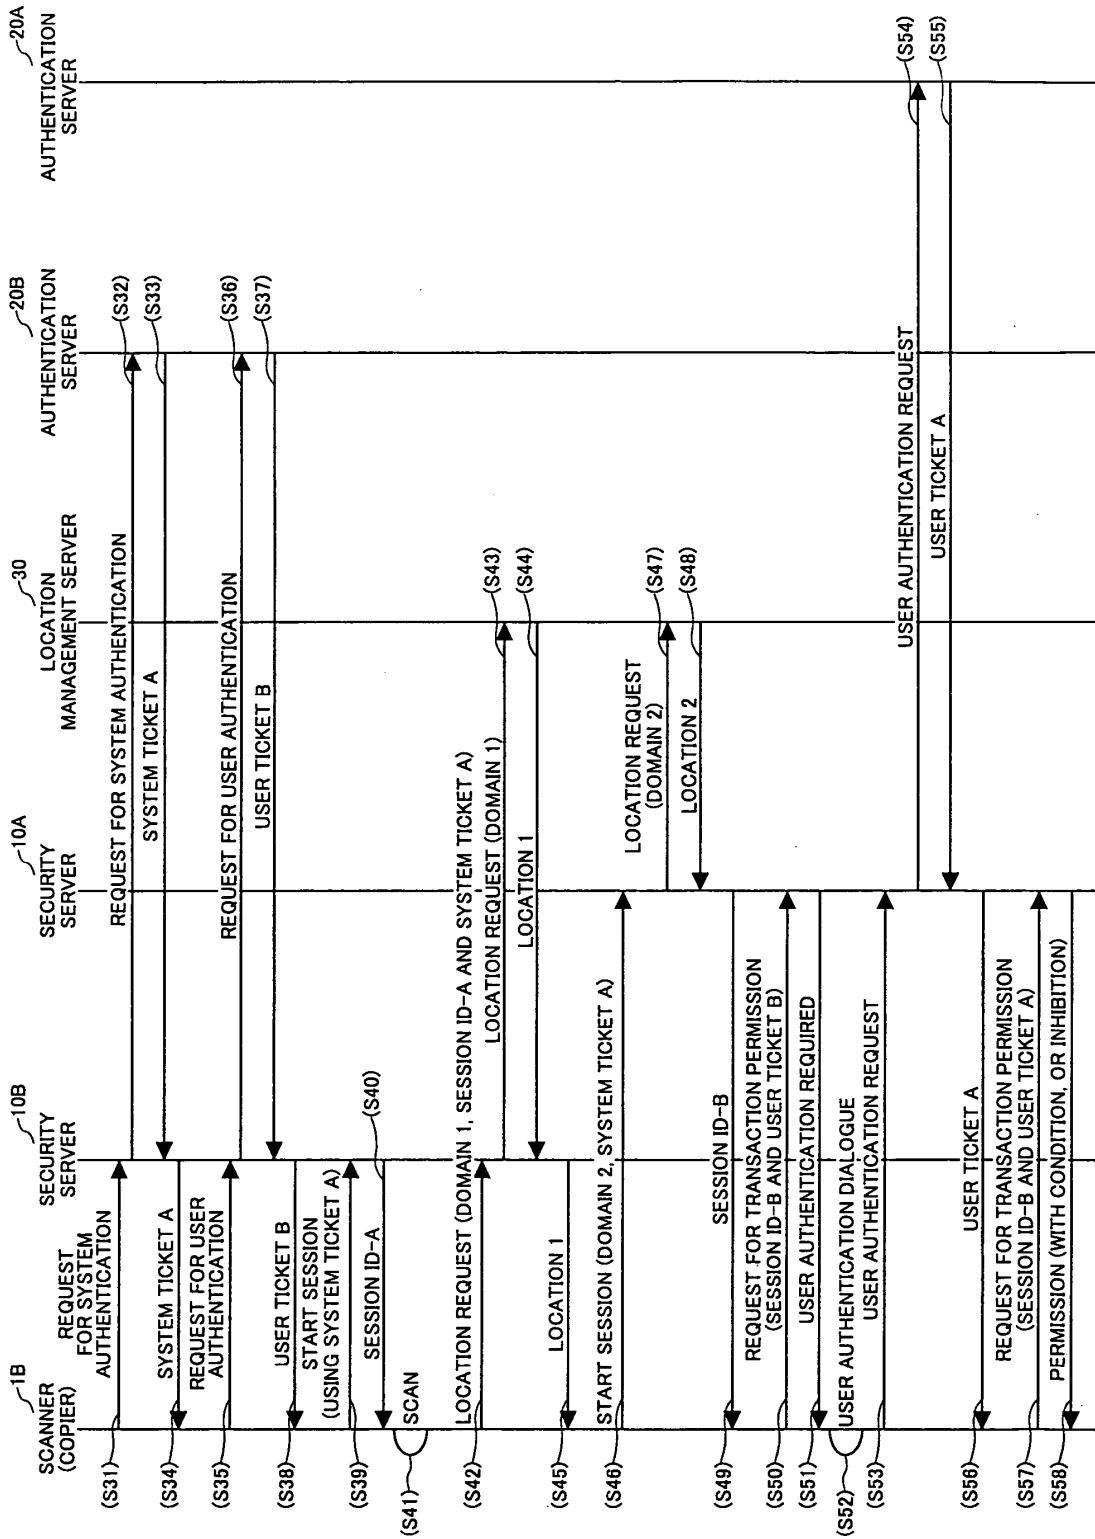 1B
SCANNER
(COPIER)
10B
SECURITY
SERVER
10A
SECURITY
SERVER
30
LOCATION
MANAGEMENT SERVER
20B
AUTHENTICATION
SERVER
20A
AUTHENTICATION
SERVER
REQUEST
FOR SYSTEM
AUTHENTICATION
(S31)
REQUEST FOR SYSTEM AUTHENTICATION
(S32)
SYSTEM TICKET A
(S33)
SYSTEM TICKET A
(S34)
REQUEST FOR USER
AUTHENTICATION
(S35)
REQUEST FOR USER AUTHENTICATION
(S36)
USER TICKET B
(S37)
USER TICKET B
(S38)
START SESSION
(USING SYSTEM TICKET A)
(S39)
SESSION ID-A
(S40)
SCAN
(S41)
LOCATION REQUEST (DOMAIN 1, SESSION ID-A AND SYSTEM TICKET A)
(S42)
LOCATION REQUEST (DOMAIN 1)
(S43)
LOCATION 1
(S44)
LOCATION 1
(S45)
START SESSION (DOMAIN 2, SYSTEM TICKET A)
(S46)
LOCATION REQUEST
(DOMAIN 2)
(S47)
LOCATION 2
(S48)
SESSION ID-B
(S49)
REQUEST FOR TRANSACTION PERMISSION
(SESSION ID-B AND USER TICKET B)
(S50)
USER AUTHENTICATION REQUIRED
(S51)
USER AUTHENTICATION DIALOGUE
(S52)
USER AUTHENTICATION REQUEST
(S53)
USER AUTHENTICATION REQUEST
(S54)
USER TICKET A
(S55)
USER TICKET A
(S56)
REQUEST FOR TRANSACTION PERMISSION
(SESSION ID-B AND USER TICKET A)
(S57)
PERMISSION (WITH CONDITION, OR INHIBITION)
(S58)